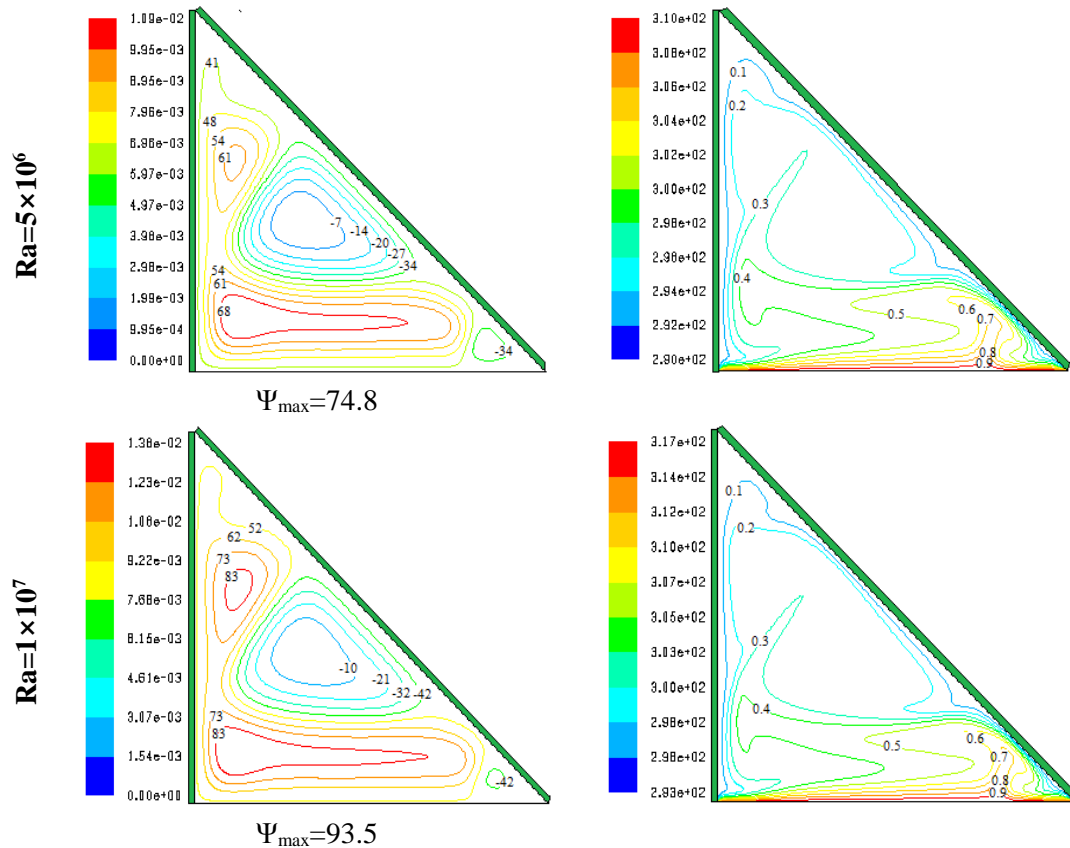 Ra=5×10⁶
1.09e-02
9.95e-03
8.95e-03
7.96e-03
6.96e-03
5.97e-03
4.97e-03
3.98e-03
2.98e-03
1.99e-03
9.95e-04
0.00e+00
41
48
54
61
-7
-14
-20
-27
-34
54
61
68
-34
Ψmax=74.8
3.10e+02
3.08e+02
3.06e+02
3.04e+02
3.02e+02
3.00e+02
2.98e+02
2.96e+02
2.94e+02
2.92e+02
2.90e+02
0.1
0.2
0.3
0.4
0.5
0.6
0.7
0.8
0.9
Ra=1×10⁷
1.38e-02
1.23e-02
1.08e-02
9.22e-03
7.68e-03
6.15e-03
4.61e-03
3.07e-03
1.54e-03
0.00e+00
52
62
73
83
-10
-21
-32
-42
73
83
-42
Ψmax=93.5
3.17e+02
3.14e+02
3.12e+02
3.10e+02
3.07e+02
3.05e+02
3.03e+02
3.00e+02
2.98e+02
2.93e+02
0.1
0.2
0.3
0.4
0.5
0.6
0.7
0.8
0.9